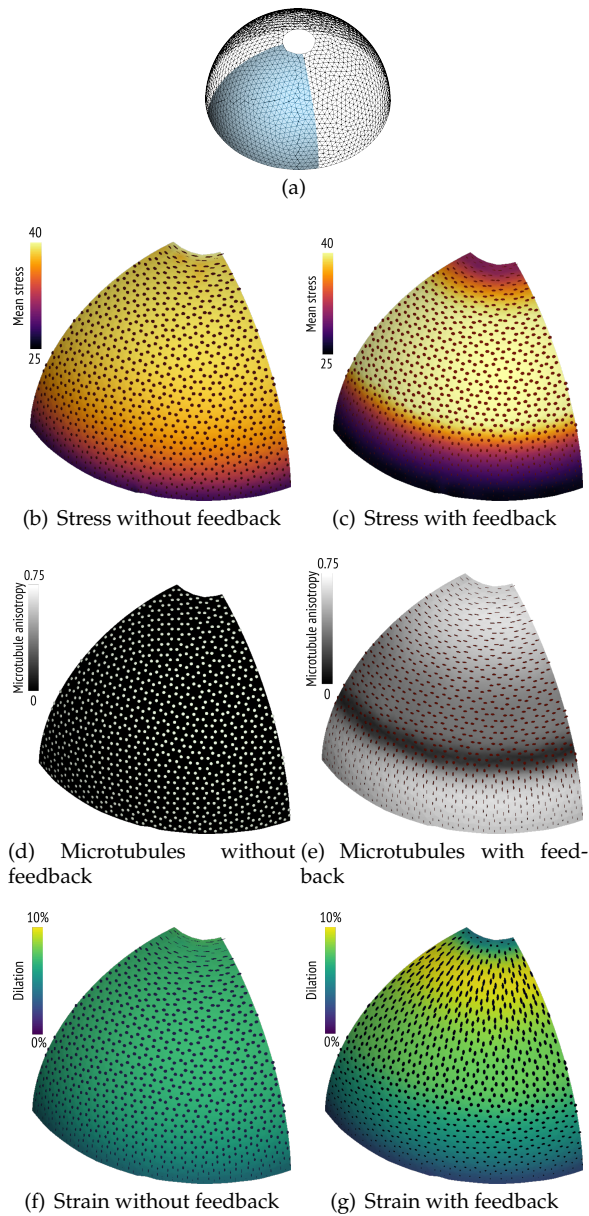 (a)
40
Mean stress
25
40
Mean stress
25
(b) Stress without feedback
(c) Stress with feedback
0.75
Microtubule anisotropy
0
0.75
Microtubule anisotropy
0
(d) Microtubules without
feedback
(e) Microtubules with feed-
back
10%
Dilation
0%
10%
Dilation
0%
(f) Strain without feedback
(g) Strain with feedback